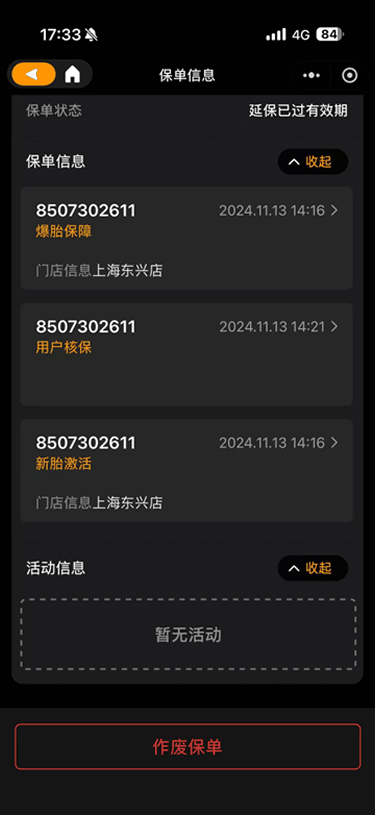 17:33 4G 84
保单信息
保单状态 延保已过有效期
保单信息 收起
8507302611 2024.11.13 14:16
爆胎保障
门店信息上海东兴店
8507302611 2024.11.13 14:21
用户核保
8507302611 2024.11.13 14:16
新胎激活
门店信息上海东兴店
活动信息 收起
暂无活动
作废保单